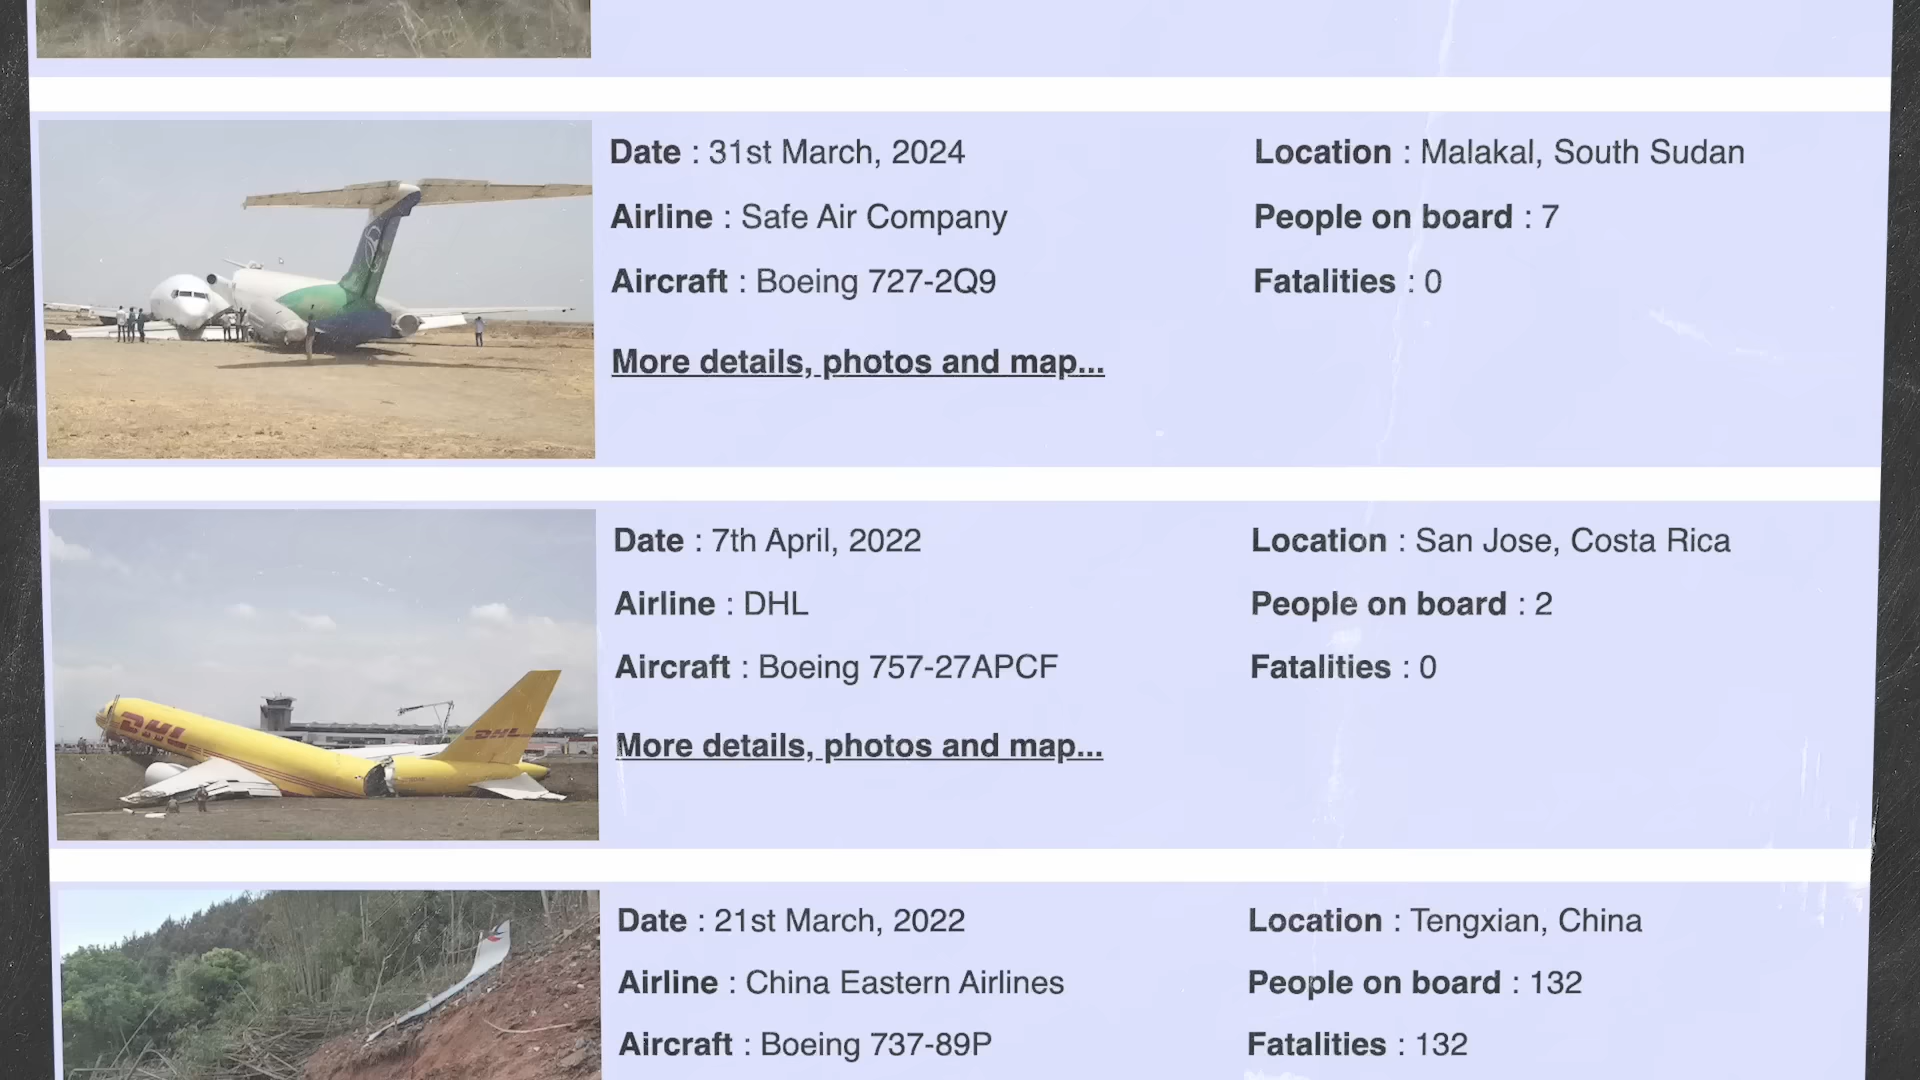 Date : 31st March, 2024
Location : Malakal, South Sudan
Airline : Safe Air Company
People on board : 7
Aircraft : Boeing 727-2Q9
Fatalities : 0
More details, photos and map...
Date : 7th April, 2022
Location : San Jose, Costa Rica
Airline : DHL
People on board : 2
Aircraft : Boeing 757-27APCF
Fatalities : 0
More details, photos and map...
DHL
DHL
Date : 21st March, 2022
Location : Tengxian, China
Airline : China Eastern Airlines
People on board : 132
Aircraft : Boeing 737-89P
Fatalities : 132